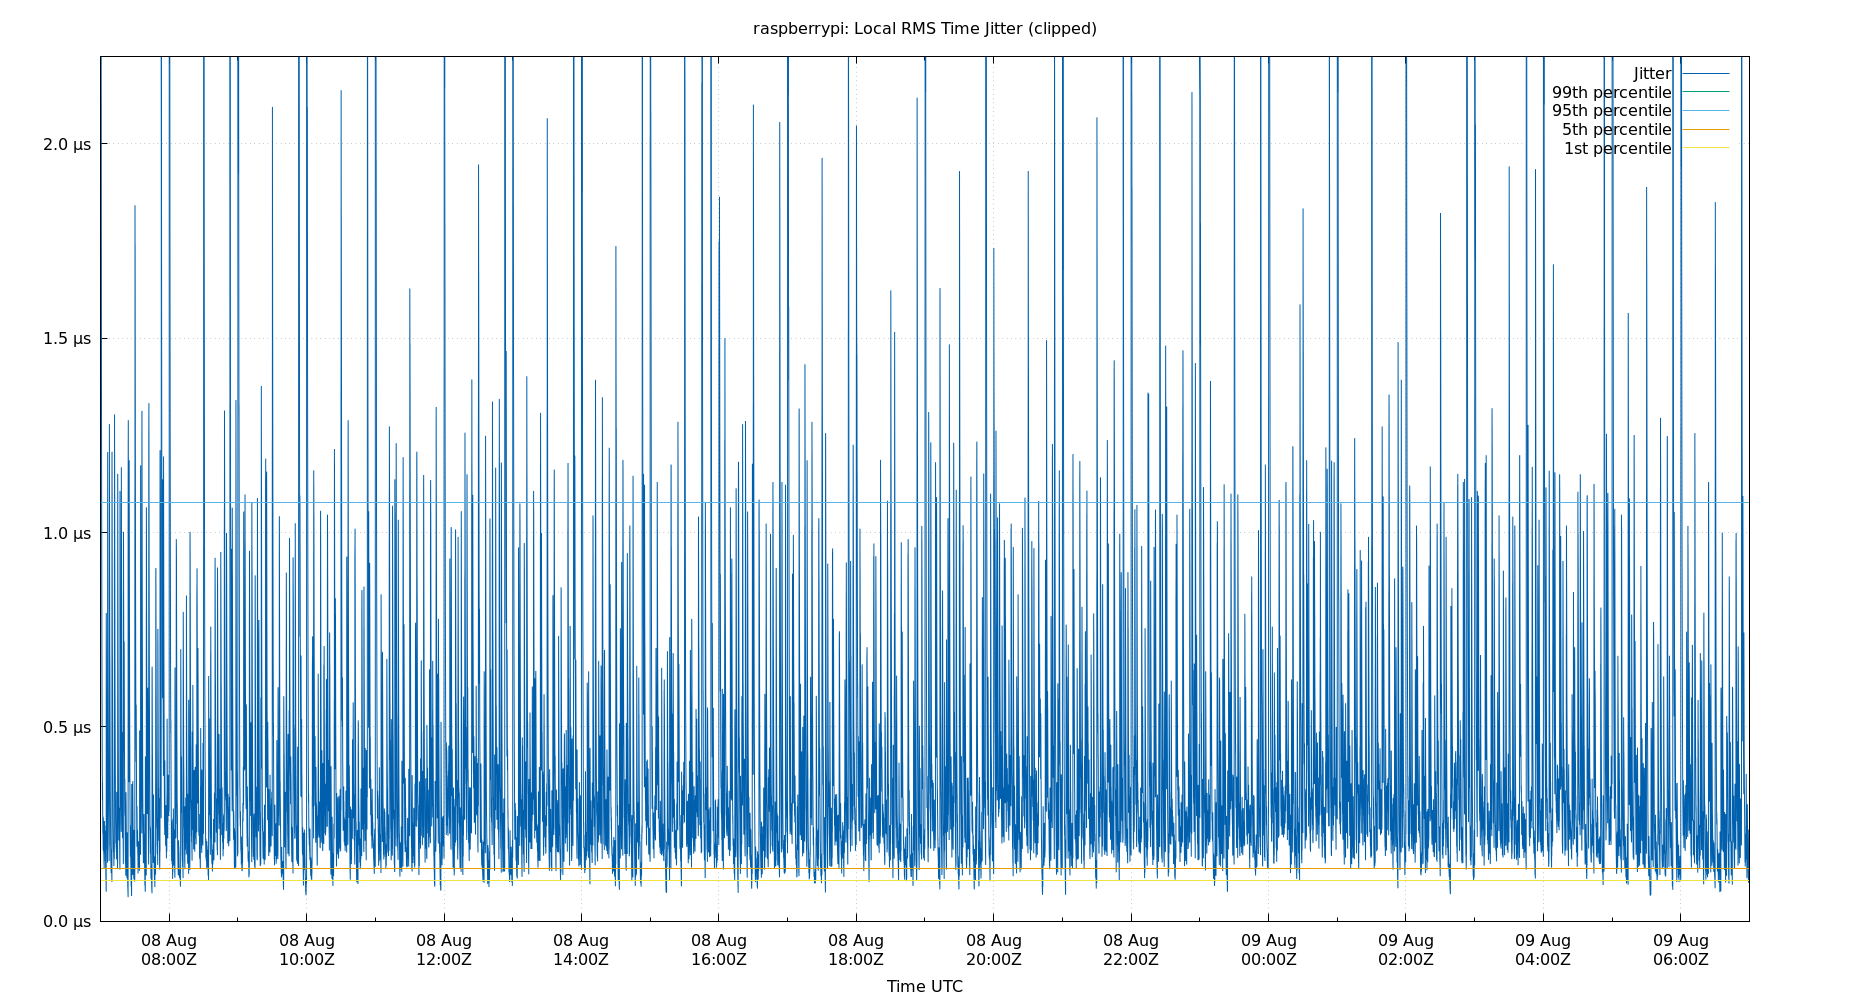 raspberrypi: Local RMS Time Jitter (clipped)
Jitter
99th percentile
95th percentile
5th percentile
1st percentile
2.0 µs
1.5 µs
1.0 µs
0.5 µs
0.0 µs
08 Aug 08 Aug 08 Aug 08 Aug 08 Aug 08 Aug 08 Aug 08 Aug 09 Aug 09 Aug 09 Aug 09 Aug
08:00Z 10:00Z 12:00Z 14:00Z 16:00Z 18:00Z 20:00Z 22:00Z 00:00Z 02:00Z 04:00Z 06:00Z
Time UTC